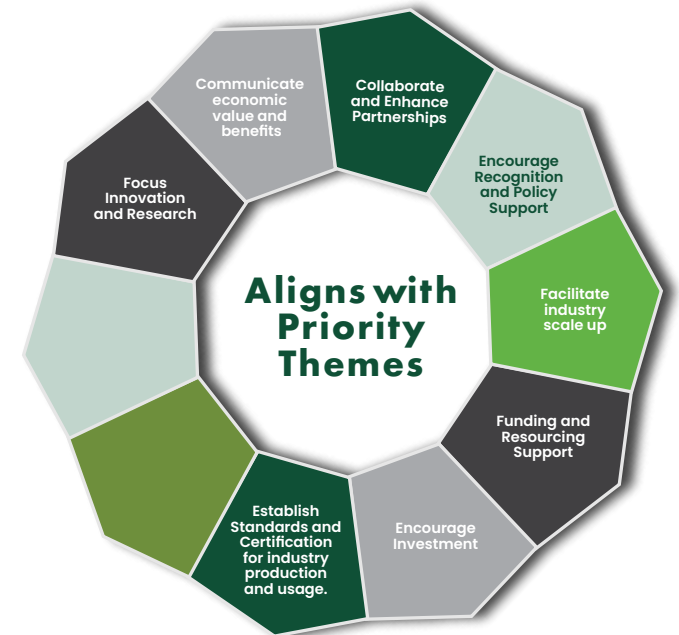 Collaborate
and Enhance
Partnerships
Encourage
Recognition
and Policy
Support
Facilitate
industry
scale up
Funding and
Resourcing
Support
Encourage
Investment
Establish
Standards and
Certification
for industry
production
and usage.
Focus
Innovation
and Research
Communicate
economic
value and
benefits
Aligns with
Priority
Themes